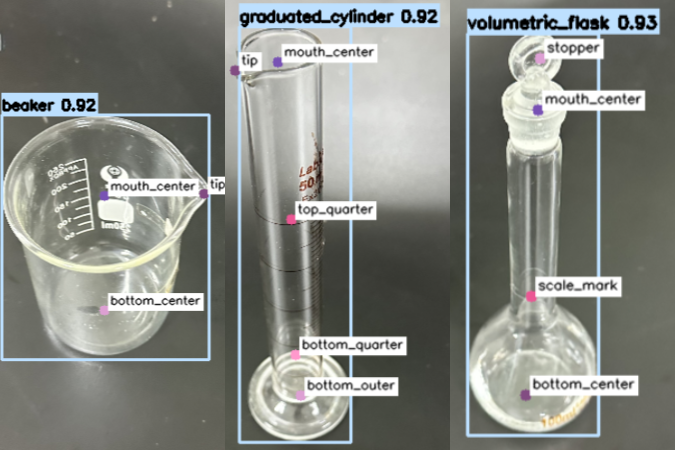 beaker 0.92
mouth_center
tip
bottom_center
graduated_cylinder 0.92
tip
mouth_center
top_quarter
bottom_quarter
bottom_outer
volumetric_flask 0.93
stopper
mouth_center
scale_mark
bottom_center